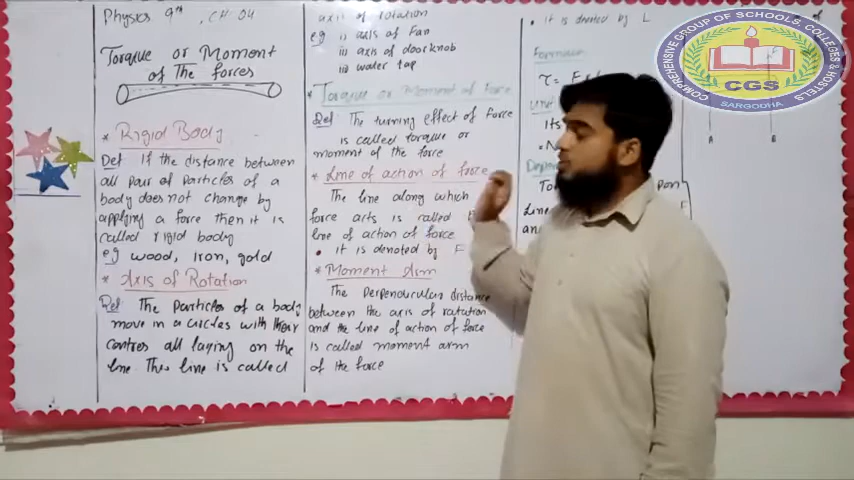 Physics 9th , CH 04
Torque or Moment
of The forces
* Rigid Body
Def If the distance between
all pair of Particles of a
body does not change by
applying a force then it is
called rigid body
eg wood, Iron, gold
* Axis of Rotation
Def The Particles of a body
move in a circles with their
centres all laying on the
line. This line is called
axis of rotation
eg i) axis of Fan
ii) axis of door knob
iii) water tap
* Torque or Moment of Force
Def The turning effect of force
is called torque or
moment of the force
* Line of action of force
The line along which
force acts is called
line of action of force
• it is denoted by F
* Moment Arm
The Perpendicular distance
between the axis of rotation
and the line of action of force
is called moment arm
of the force
• it is denoted by L
Formula
τ = F
Unit
Its
Line
A B
COMPREHENSIVE GROUP OF SCHOOLS, COLLEGES & HOSTELS
CGS
SARGODHA